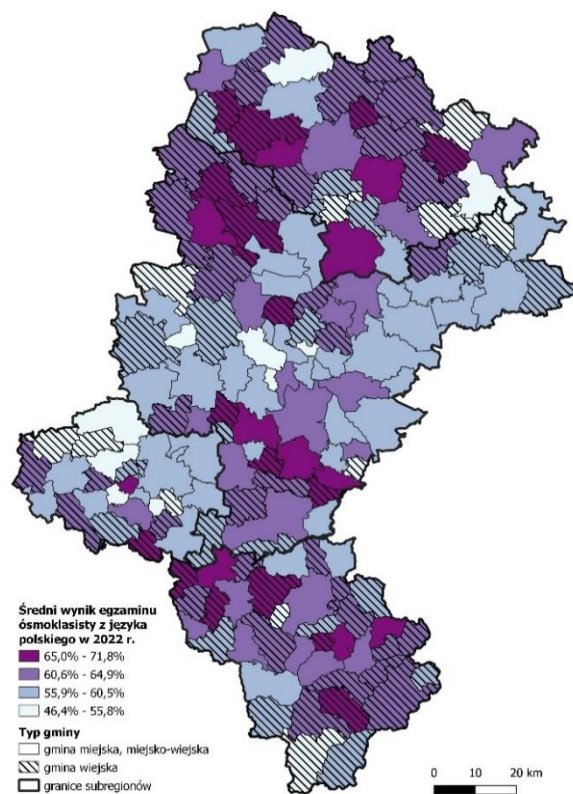 Średni wynik egzaminu
ósmoklasisty z języka
polskiego w 2022 r.
65,0% - 71,8%
60,6% - 64,9%
55,9% - 60,5%
46,4% - 55,8%
Typ gminy
gmina miejska, miejsko-wiejska
gmina wiejska
granice subregionów
0 10 20 km